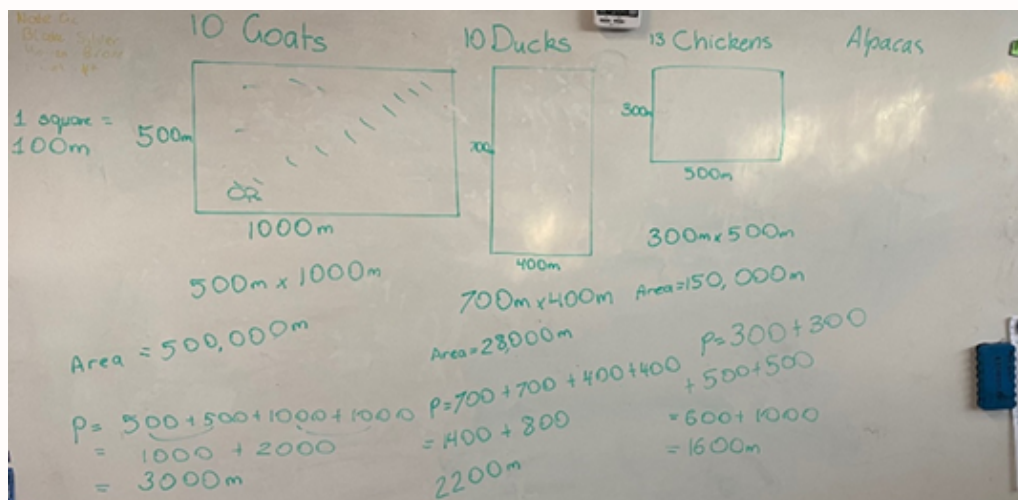 10 Goats
1 square =
100m
500m
1000m
500m x 1000m
Area = 500,000m
P= 500+500+1000+1000
= 1000 + 2000
= 3000m
10 Ducks
700m
400m
700m x 400m
Area=28,000m
P=700+700+400+400
=1400 + 800
2200m
13 Chickens
300m
500m
300m x 500m
Area=150,000m
P=300+300
+ 500+500
=600+1000
=1600m
Alpacas